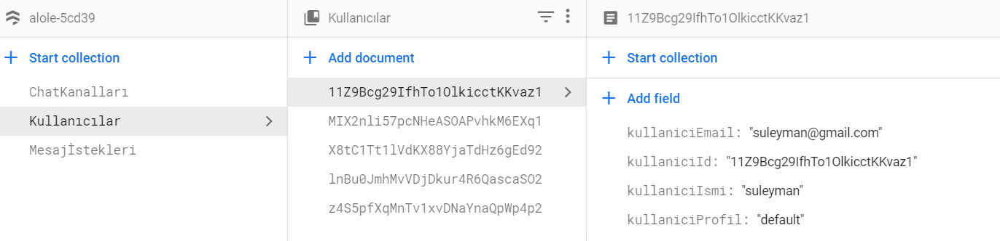 alole-5cd39
Start collection
ChatKanalları
Kullanıcılar
Mesajİstekleri
Kullanıcılar
Add document
11Z9Bcg29IfhTo1OlkicctKKvaz1
MIX2nli57pcNHeASOAPvhkM6EXq1
X8tC1Tt1lVdKX88YjaTdHz6gEd92
lnBu0JmhMvVDjDkur4R6QascaSO2
z4S5pfXqMnTv1xvDNaYnaQpWp4p2
11Z9Bcg29IfhTo1OlkicctKKvaz1
Start collection
Add field
kullaniciEmail: "suleyman@gmail.com"
kullaniciId: "11Z9Bcg29IfhTo1OlkicctKKvaz1"
kullaniciIsmi: "suleyman"
kullaniciProfil: "default"